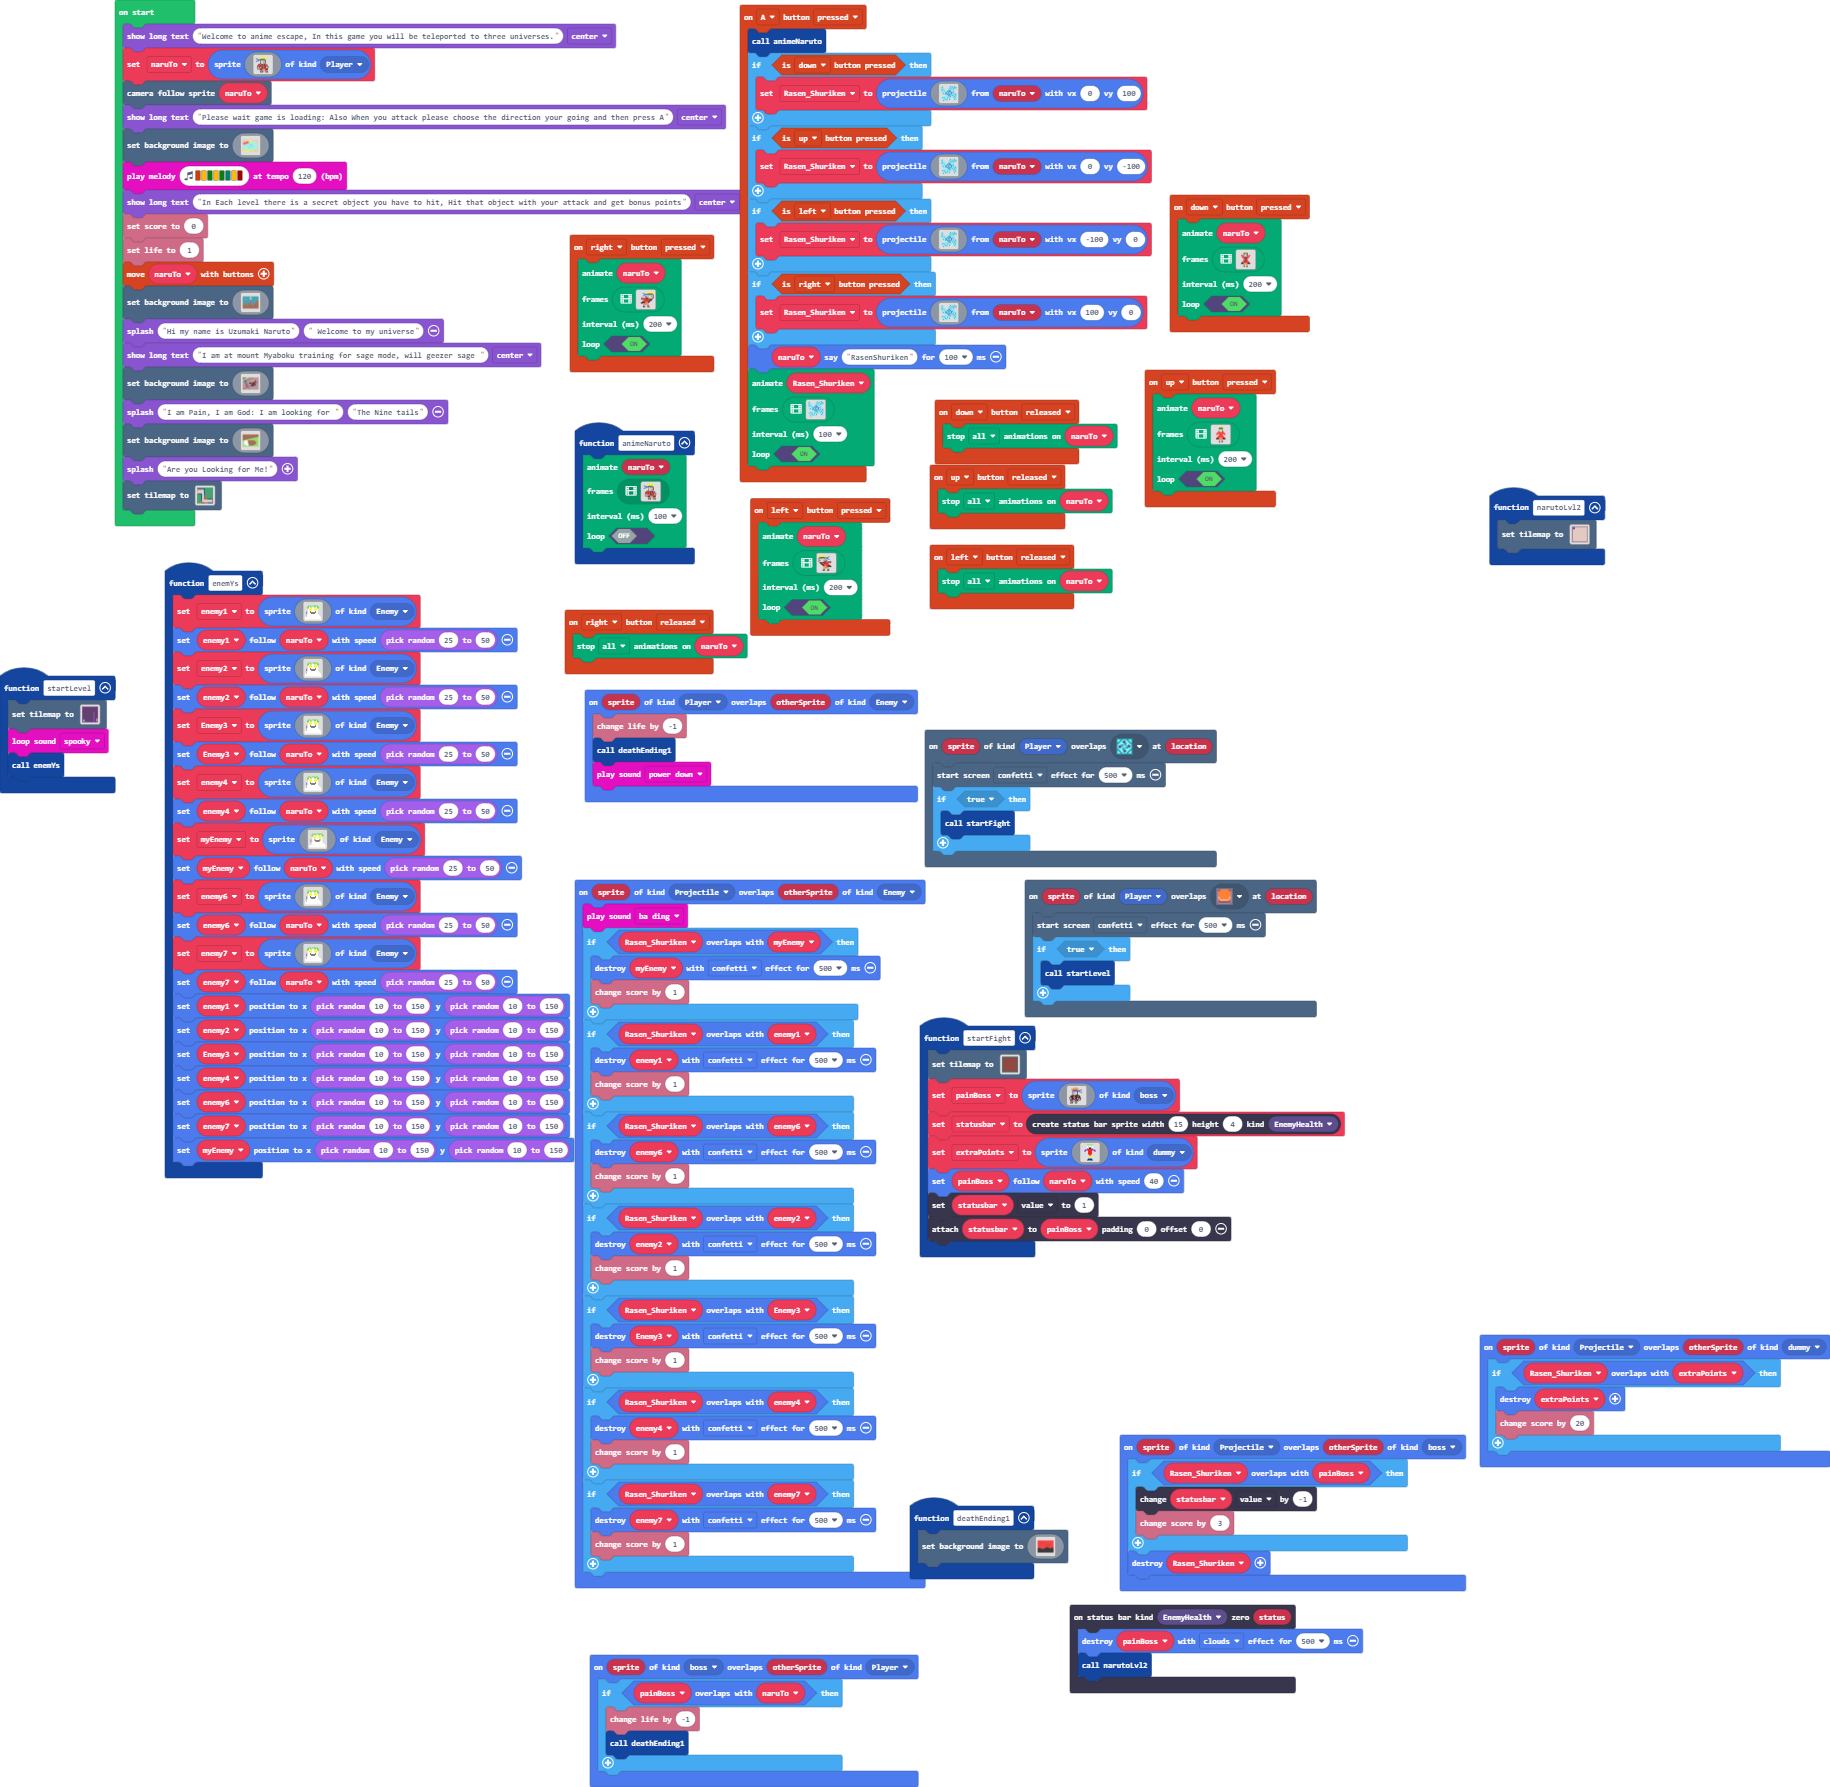 on start
show long text "Welcome to anime escape, In this game you will be teleported to three universes." center
set naruTo to sprite of kind Player
camera follow sprite naruTo
show long text "Please wait game is loading: Also When you attack please choose the direction your going and then press A" center
set background image to
play melody at tempo 120 (bpm)
show long text "In Each level there is a secret object you have to hit, Hit that object with your attack and get bonus points" center
set score to 0
set life to 1
move naruTo with buttons
set background image to
splash "Hi my name is Uzumaki Naruto" " Welcome to my universe"
show long text "I am at mount Myaboku training for sage mode, will geezer sage " center
set background image to
splash "I am Pain, I am God: I am looking for " "The Nine tails"
set background image to
splash "Are you Looking for Me!"
set tilemap to
on A button pressed
call animeNaruto
if is down button pressed then
set Rasen_Shuriken to projectile from naruTo with vx 0 vy 100
if is up button pressed then
set Rasen_Shuriken to projectile from naruTo with vx 0 vy -100
if is left button pressed then
set Rasen_Shuriken to projectile from naruTo with vx -100 vy 0
if is right button pressed then
set Rasen_Shuriken to projectile from naruTo with vx 100 vy 0
naruTo say "RasenShuriken" for 100 ms
animate Rasen_Shuriken
frames
interval (ms) 100
loop ON
on down button pressed
animate naruTo
frames
interval (ms) 200
loop ON
on right button pressed
animate naruTo
frames
interval (ms) 200
loop ON
on up button pressed
animate naruTo
frames
interval (ms) 200
loop ON
function animeNaruto
animate naruTo
frames
interval (ms) 100
loop OFF
on down button released
stop all animations on naruTo
on up button released
stop all animations on naruTo
on left button released
stop all animations on naruTo
on left button pressed
animate naruTo
frames
interval (ms) 200
loop ON
function narutoLvl2
set tilemap to
on right button released
stop all animations on naruTo
function startLevel
set tilemap to
loop sound spooky
call enemYs
function enemYs
set enemy1 to sprite of kind Enemy
set enemy1 follow naruTo with speed pick random 25 to 50
set enemy2 to sprite of kind Enemy
set enemy2 follow naruTo with speed pick random 25 to 50
set Enemy3 to sprite of kind Enemy
set Enemy3 follow naruTo with speed pick random 25 to 50
set enemy4 to sprite of kind Enemy
set enemy4 follow naruTo with speed pick random 25 to 50
set myEnemy to sprite of kind Enemy
set myEnemy follow naruTo with speed pick random 25 to 50
set enemy6 to sprite of kind Enemy
set enemy6 follow naruTo with speed pick random 25 to 50
set enemy7 to sprite of kind Enemy
set enemy7 follow naruTo with speed pick random 25 to 50
set enemy1 position to x pick random 10 to 150 y pick random 10 to 150
set enemy2 position to x pick random 10 to 150 y pick random 10 to 150
set Enemy3 position to x pick random 10 to 150 y pick random 10 to 150
set enemy4 position to x pick random 10 to 150 y pick random 10 to 150
set enemy6 position to x pick random 10 to 150 y pick random 10 to 150
set enemy7 position to x pick random 10 to 150 y pick random 10 to 150
set myEnemy position to x pick random 10 to 150 y pick random 10 to 150
on sprite of kind Player overlaps otherSprite of kind Enemy
change life by -1
call deathEnding1
play sound power down
on sprite of kind Player overlaps at location
start screen confetti effect for 500 ms
if true then
call startFight
on sprite of kind Player overlaps at location
start screen confetti effect for 500 ms
if true then
call startLevel
on sprite of kind Projectile overlaps otherSprite of kind Enemy
play sound ba ding
if Rasen_Shuriken overlaps with myEnemy then
destroy myEnemy with confetti effect for 500 ms
change score by 1
if Rasen_Shuriken overlaps with enemy1 then
destroy enemy1 with confetti effect for 500 ms
change score by 1
if Rasen_Shuriken overlaps with enemy6 then
destroy enemy6 with confetti effect for 500 ms
change score by 1
if Rasen_Shuriken overlaps with enemy2 then
destroy enemy2 with confetti effect for 500 ms
change score by 1
if Rasen_Shuriken overlaps with Enemy3 then
destroy Enemy3 with confetti effect for 500 ms
change score by 1
if Rasen_Shuriken overlaps with enemy4 then
destroy enemy4 with confetti effect for 500 ms
change score by 1
if Rasen_Shuriken overlaps with enemy7 then
destroy enemy7 with confetti effect for 500 ms
change score by 1
function startFight
set tilemap to
set painBoss to sprite of kind boss
set statusbar to create status bar sprite width 15 height 4 kind EnemyHealth
set extraPoints to sprite of kind dummy
set painBoss follow naruTo with speed 40
set statusbar value to 1
attach statusbar to painBoss padding 0 offset 0
on sprite of kind Projectile overlaps otherSprite of kind dummy
if Rasen_Shuriken overlaps with extraPoints then
destroy extraPoints
change score by 20
on sprite of kind Projectile overlaps otherSprite of kind boss
if Rasen_Shuriken overlaps with painBoss then
change statusbar value by -1
change score by 3
destroy Rasen_Shuriken
function deathEnding1
set background image to
on status bar kind EnemyHealth zero status
destroy painBoss with clouds effect for 500 ms
call narutoLvl2
on sprite of kind boss overlaps otherSprite of kind Player
if painBoss overlaps with naruTo then
change life by -1
call deathEnding1